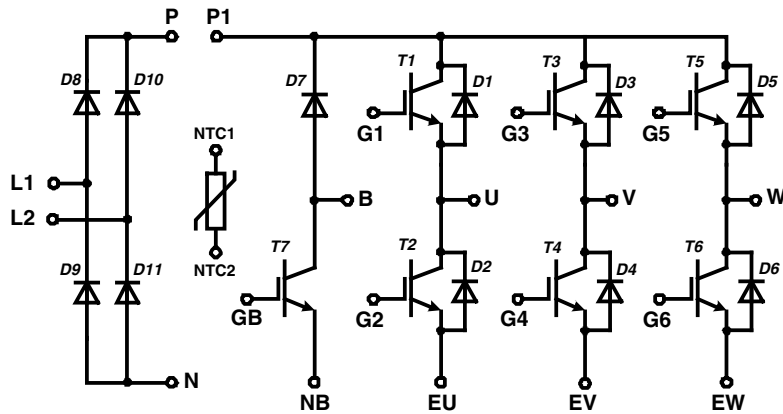 P P1
D8 D10 D7 T1 D1 T3 D3 T5 D5
G1 G3 G5
NTC1
L1 B U V W
L2
NTC2
D9 D11 T7 T2 D2 T4 D4 T6 D6
GB G2 G4 G6
N
NB EU EV EW